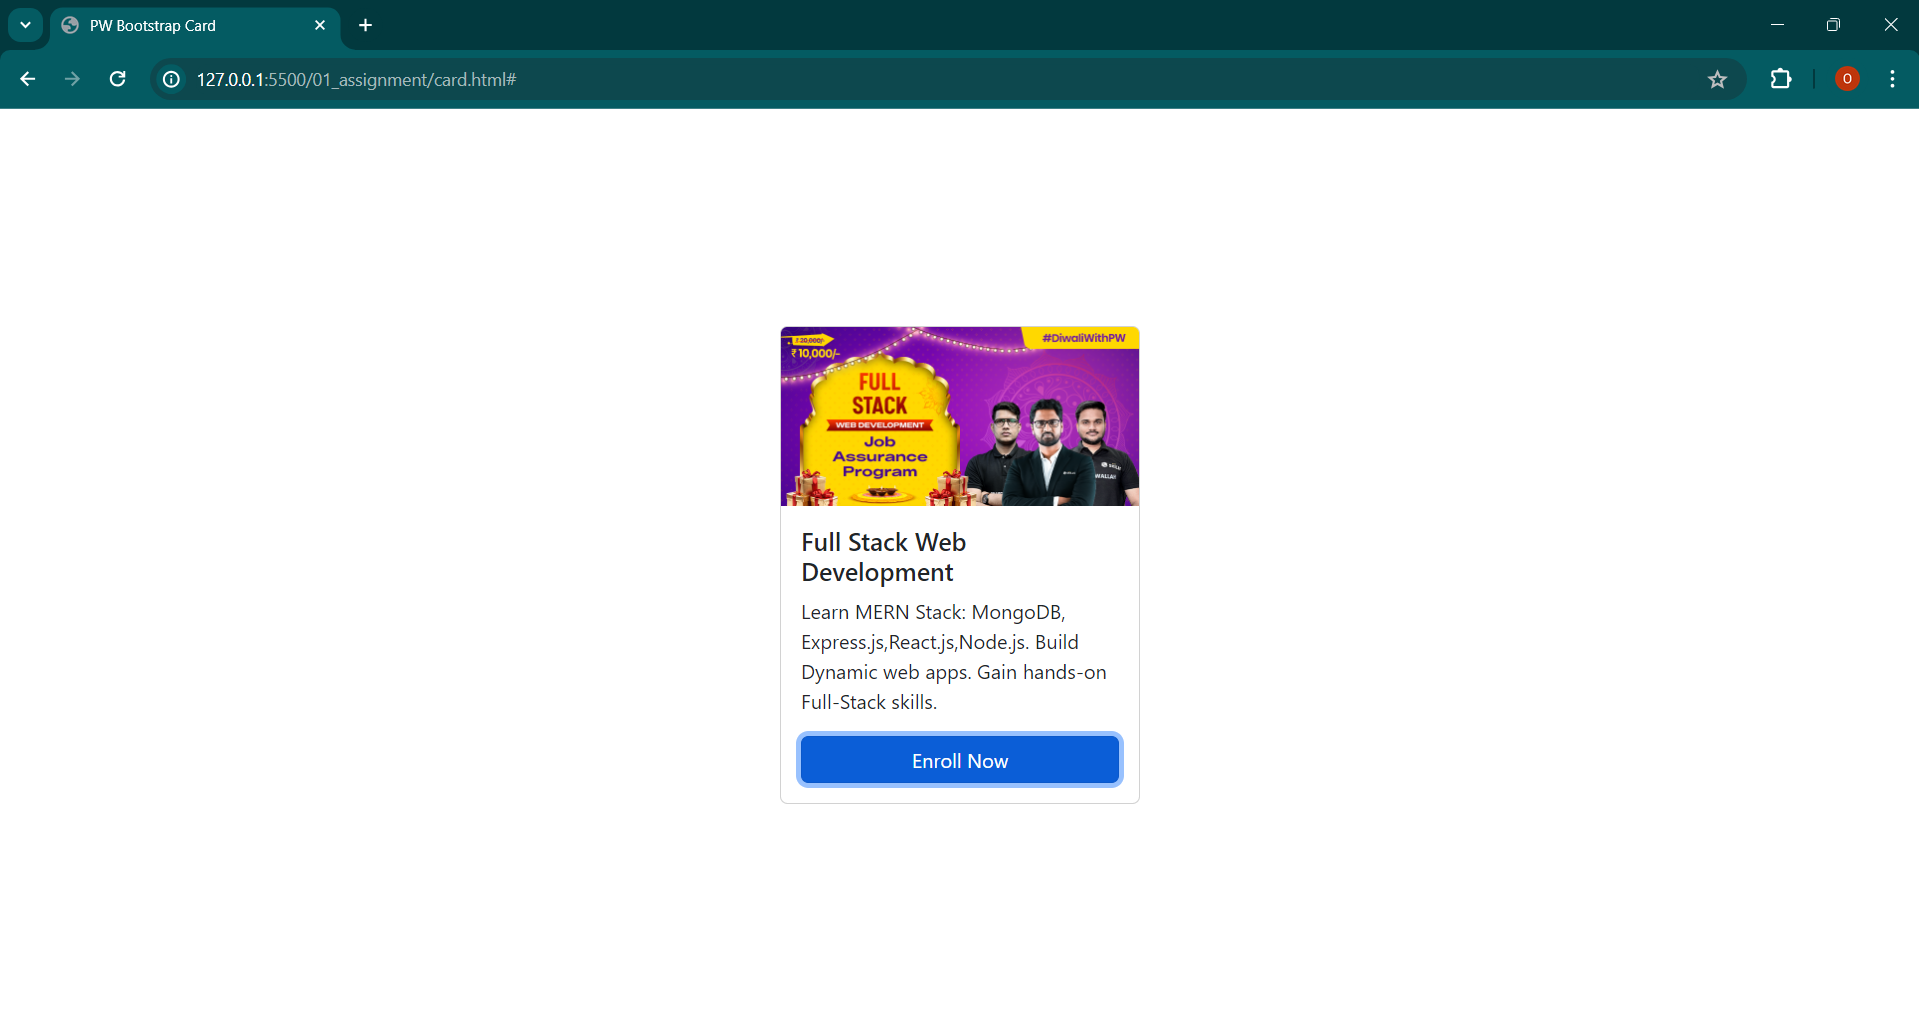 PW Bootstrap Card
127.0.0.1:5500/01_assignment/card.html#
O
#DiwaliWithPW
₹ 20,000/-
₹ 10,000/-
FULL
STACK
WEB DEVELOPMENT
Job
Assurance
Program
WALLAH
Full Stack Web
Development
Learn MERN Stack: MongoDB,
Express.js,React.js,Node.js. Build
Dynamic web apps. Gain hands-on
Full-Stack skills.
Enroll Now